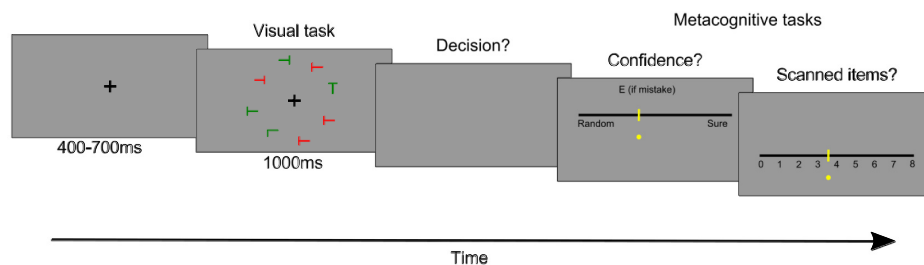 Metacognitive tasks
Visual task
Decision?
Confidence?
Scanned items?
E (if mistake)
Random Sure
0 1 2 3 4 5 6 7 8
400-700ms
1000ms
Time